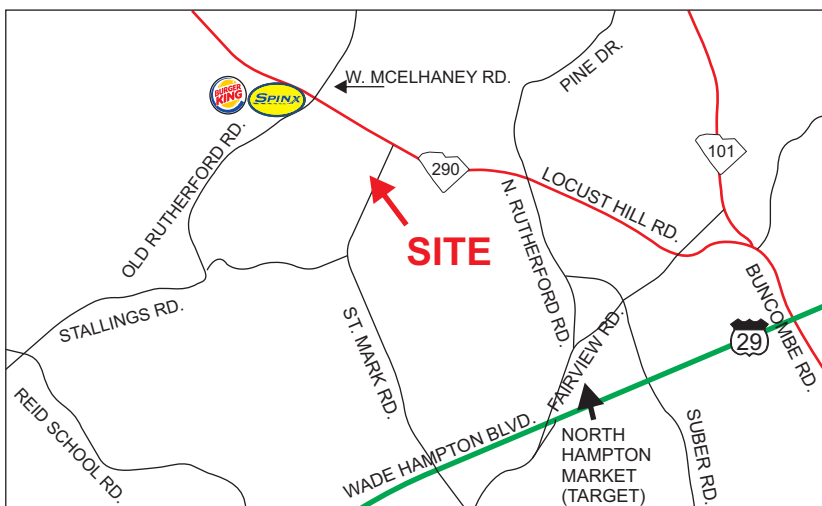 PINE DR.
W. MCELHANEY RD.
BURGER
KING
SPINX
OLD RUTHERFORD RD.
290
101
LOCUST HILL RD.
N. RUTHERFORD RD.
SITE
STALLINGS RD.
ST. MARK RD.
FAIRVIEW RD.
BUNCOMBE RD.
29
REID SCHOOL RD.
WADE HAMPTON BLVD.
NORTH
HAMPTON
MARKET
(TARGET)
SUBER RD.